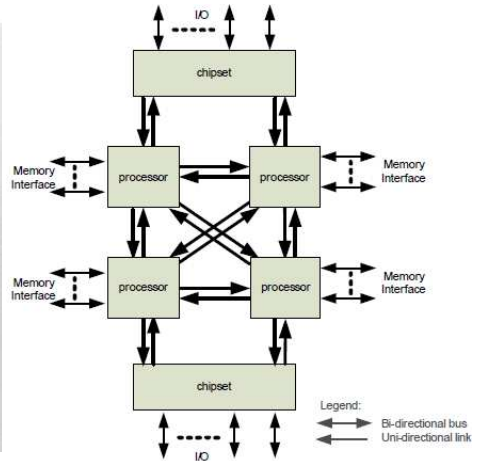 I/O
chipset
Memory
Interface
processor
processor
Memory
Interface
Memory
Interface
processor
processor
Memory
Interface
chipset
Legend:
Bi-directional bus
Uni-directional link
I/O